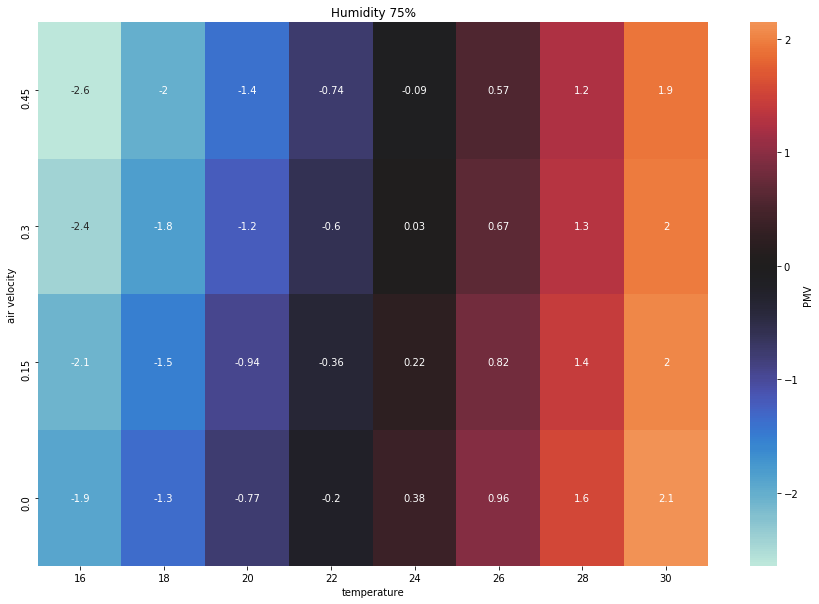 Humidity 75%
0.45 -2.6 -2 -1.4 -0.74 -0.09 0.57 1.2 1.9
0.3 -2.4 -1.8 -1.2 -0.6 0.03 0.67 1.3 2
0.15 -2.1 -1.5 -0.94 -0.36 0.22 0.82 1.4 2
0.0 -1.9 -1.3 -0.77 -0.2 0.38 0.96 1.6 2.1
16 18 20 22 24 26 28 30
temperature
air velocity
2
1
0
−1
−2
PMV